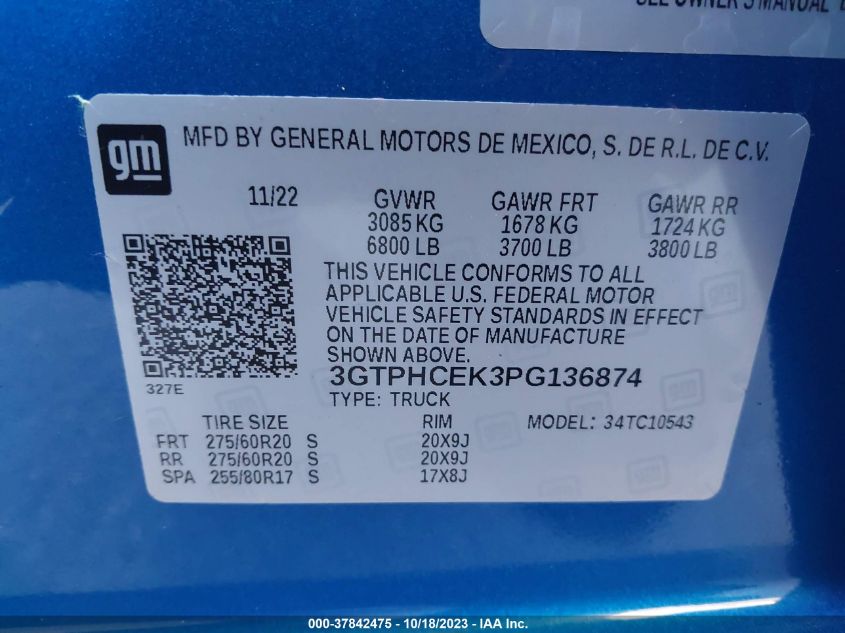 SEE OWNER'S MANUAL
gm
MFD BY GENERAL MOTORS DE MEXICO, S. DE R.L. DE C.V.
11/22 GVWR GAWR FRT GAWR RR
3085 KG 1678 KG 1724 KG
6800 LB 3700 LB 3800 LB
THIS VEHICLE CONFORMS TO ALL
APPLICABLE U.S. FEDERAL MOTOR
VEHICLE SAFETY STANDARDS IN EFFECT
ON THE DATE OF MANUFACTURE
SHOWN ABOVE.
327E
3GTPHCEK3PG136874
TYPE: TRUCK
TIRE SIZE RIM MODEL: 34TC10543
FRT 275/60R20 S 20X9J
RR 275/60R20 S 20X9J
SPA 255/80R17 S 17X8J
000-37842475 - 10/18/2023 - IAA Inc.